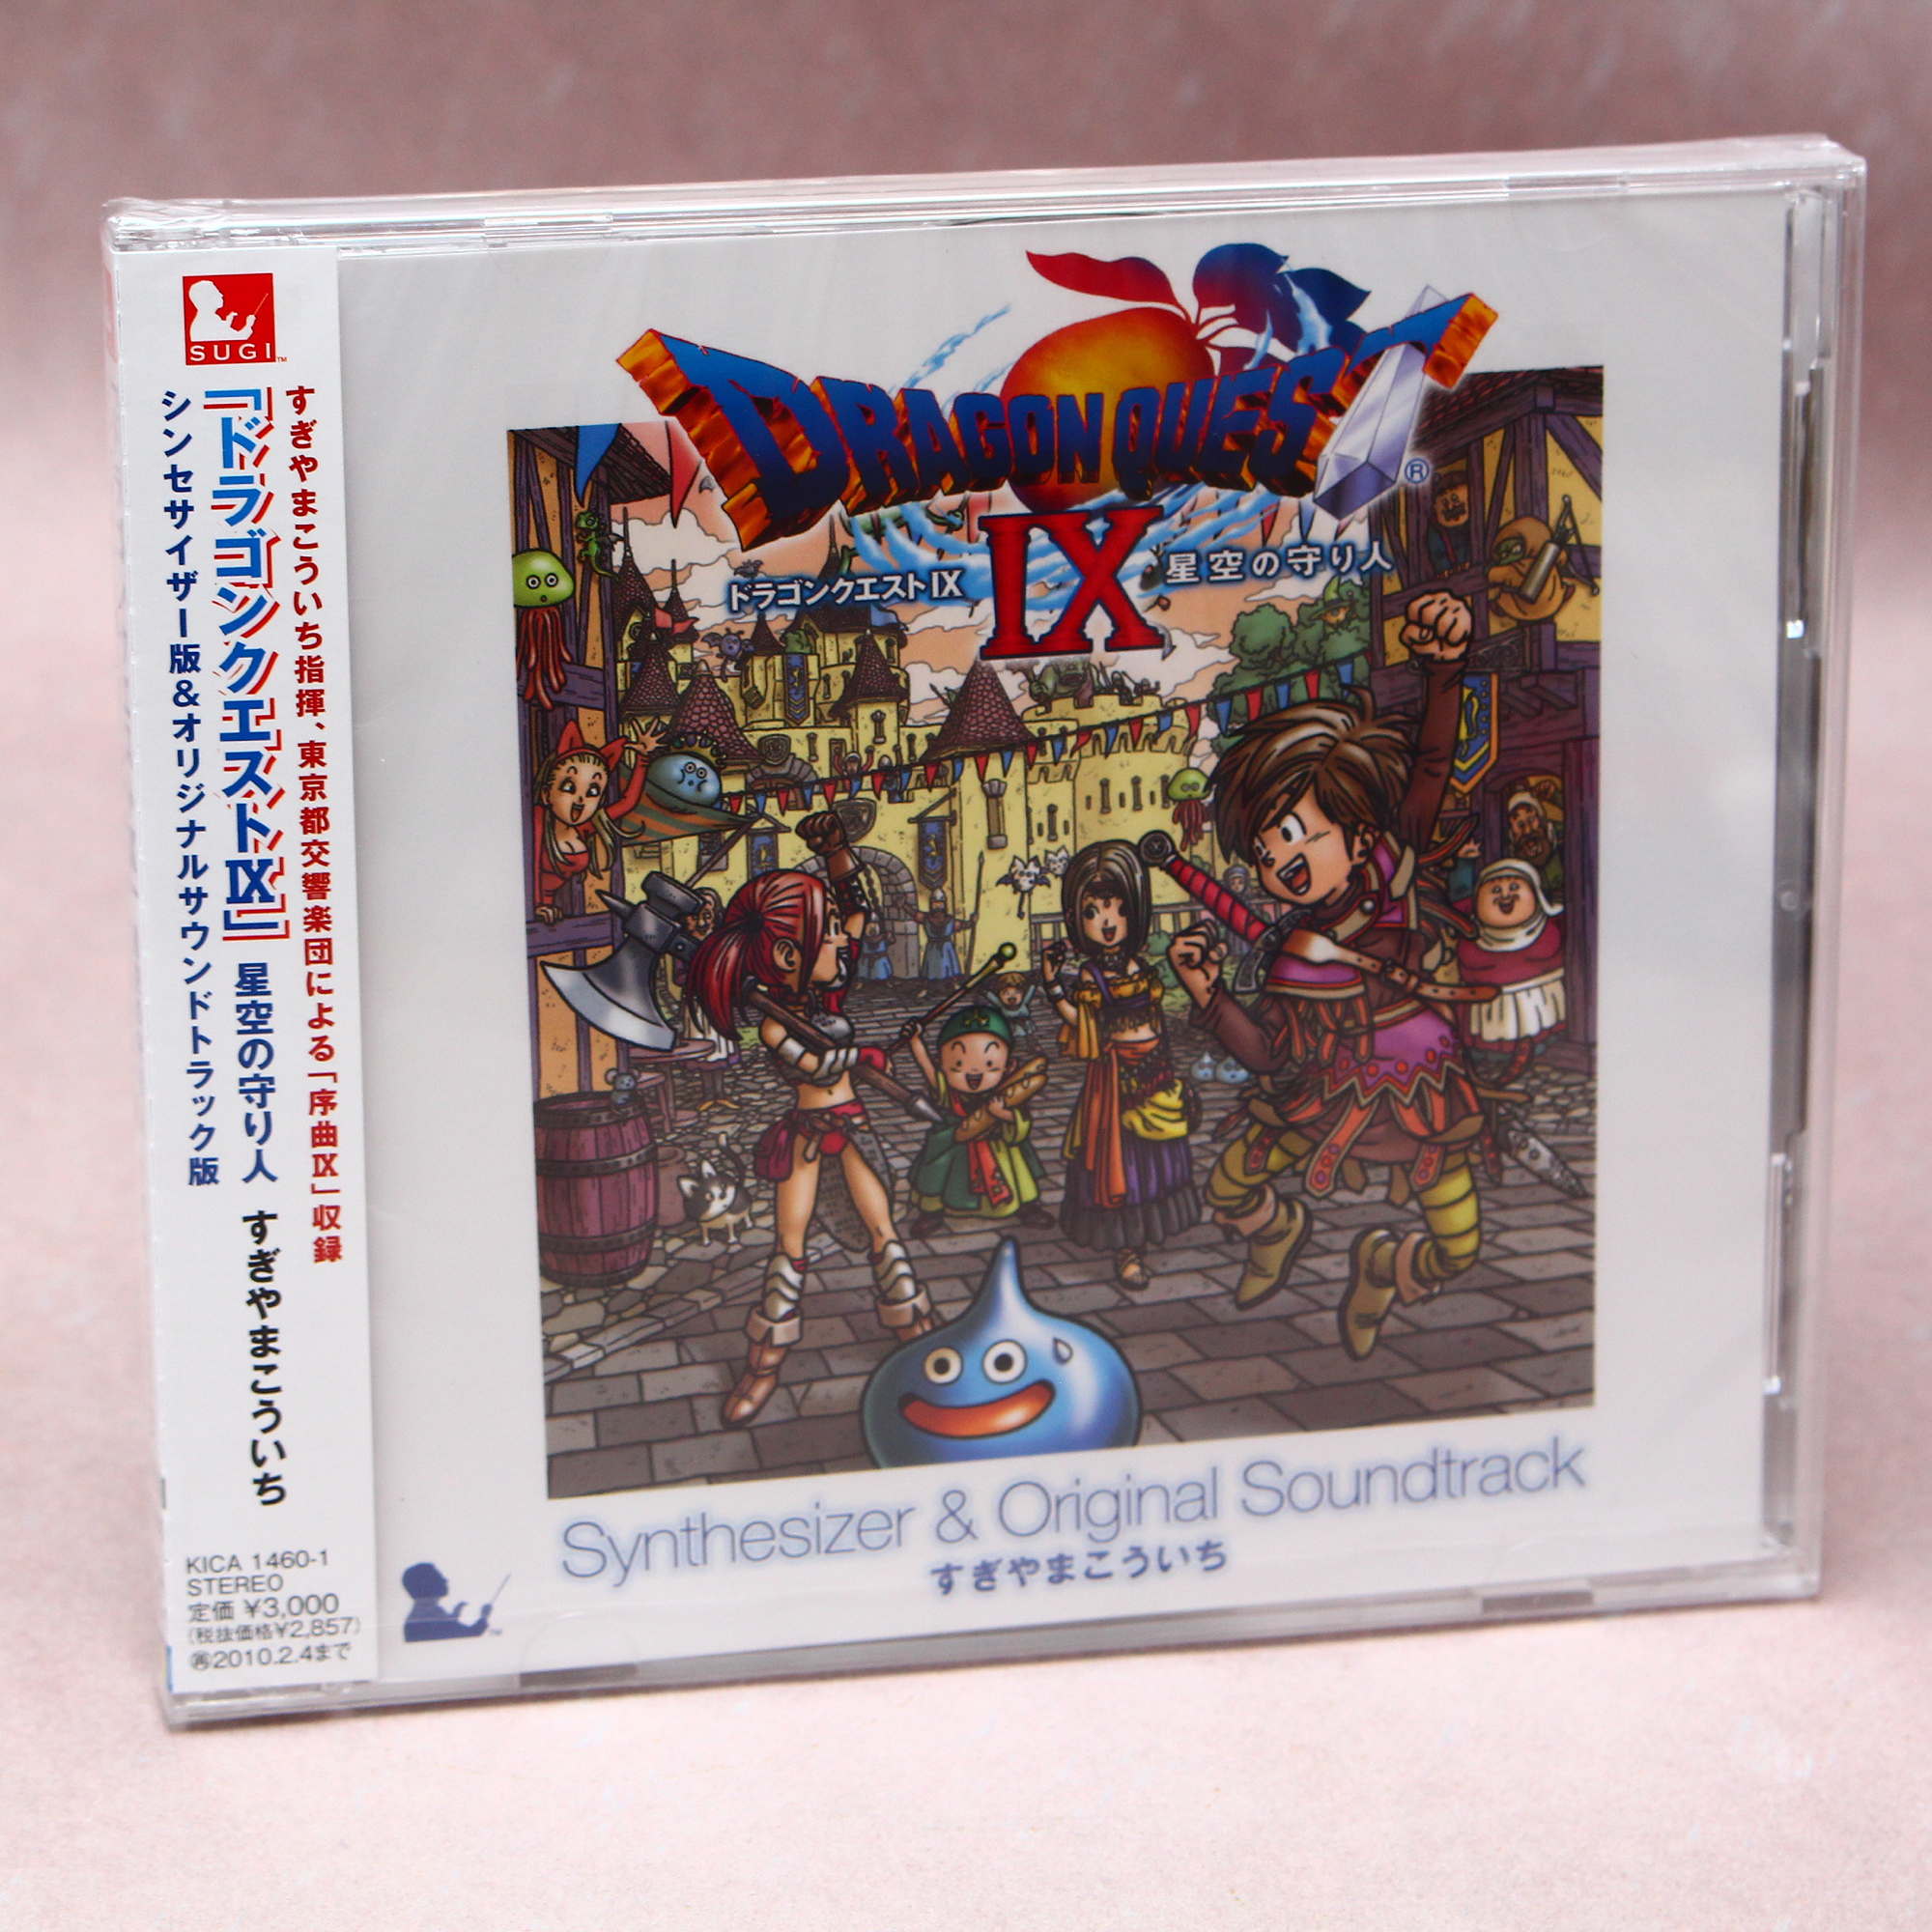 SUGI™
すぎやまこういち指揮、東京都交響楽団による「序曲Ⅸ」収録
『ドラゴンクエストⅨ』 星空の守り人 すぎやまこういち
シンセサイザー版&オリジナルサウンドトラック版
KICA 1460-1
STEREO
定価 ¥3,000
(税抜価格¥2,857)
㋐2010.2.4まで
DRAGON QUEST®
IX
ドラゴンクエストⅨ
星空の守り人
Synthesizer & Original Soundtrack
すぎやまこういち